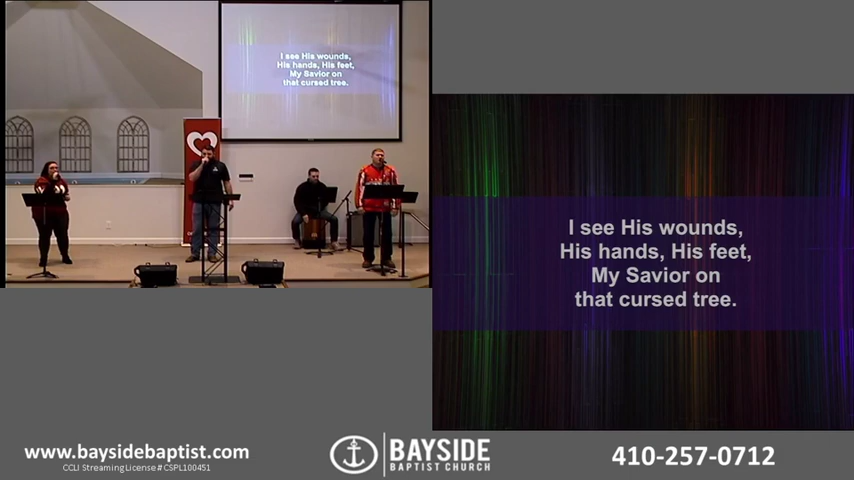 I see His wounds,
His hands, His feet,
My Savior on
that cursed tree.
I see His wounds,
His hands, His feet,
My Savior on
that cursed tree.
www.baysidebaptist.com
CCLI Streaming License # CSPL100451
BAYSIDE
BAPTIST CHURCH
410-257-0712